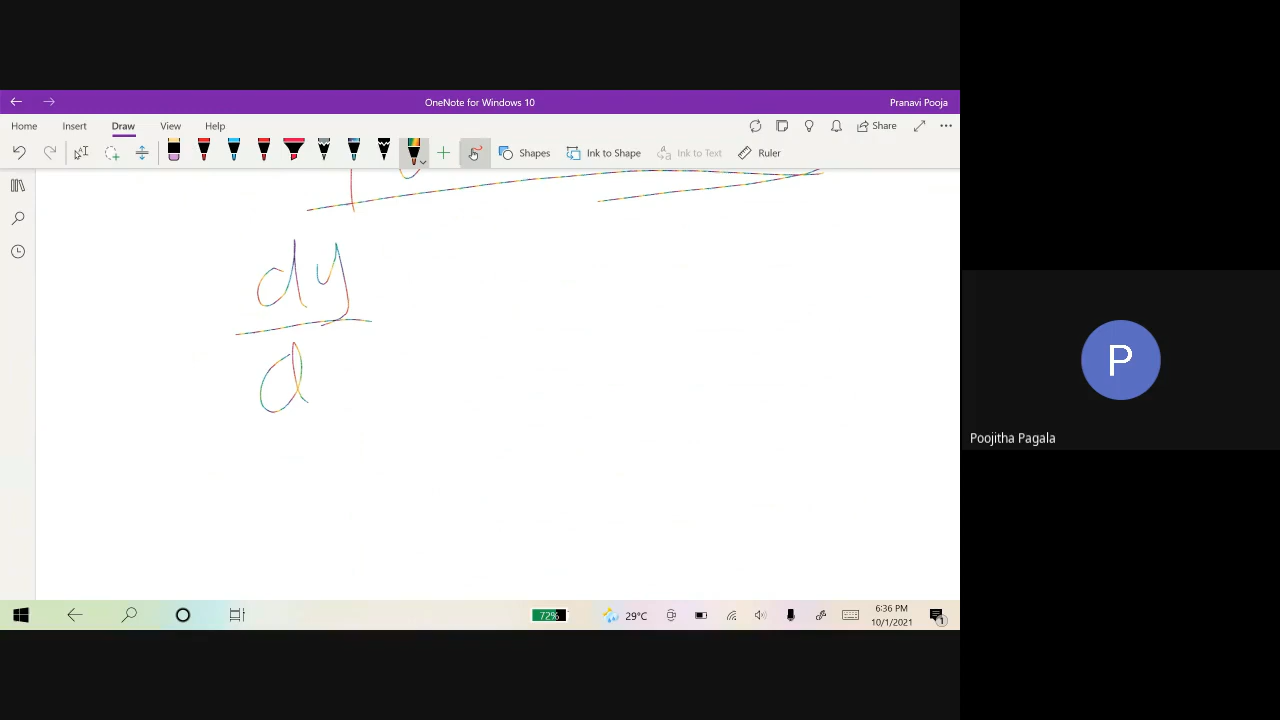 OneNote for Windows 10
Pranavi Pooja
Home Insert Draw View Help
Share
Shapes
Ink to Shape
Ink to Text
Ruler
dy
d
P
Poojitha Pagala
72%
29°C
6:36 PM
10/1/2021
1